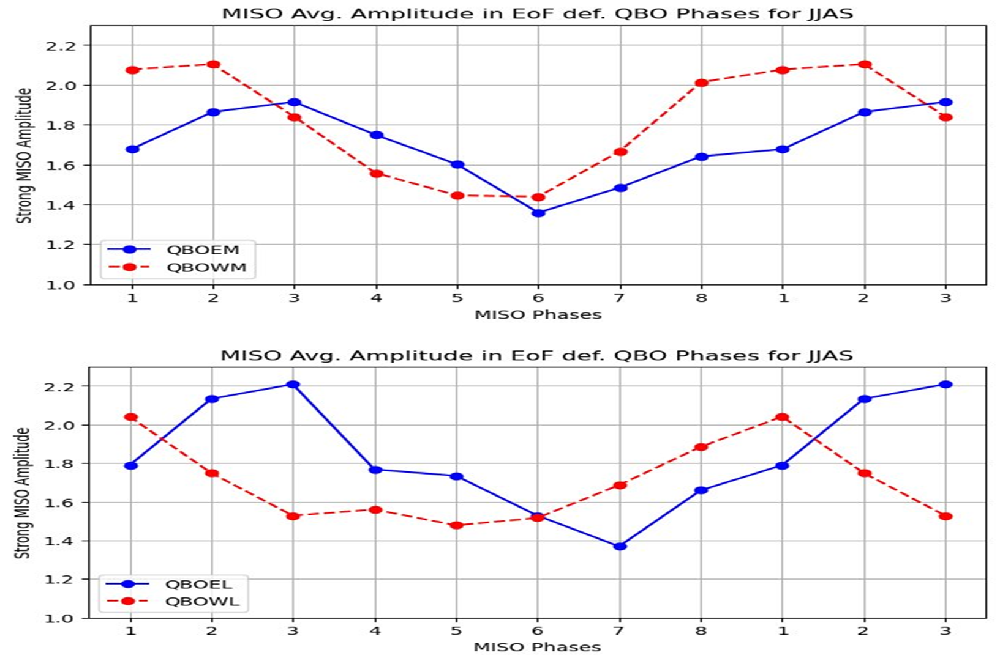 MISO Avg. Amplitude in EoF def. QBO Phases for JJAS
Strong MISO Amplitude
2.2
2.0
1.8
1.6
1.4
1.2
1.0
QBOEM
QBOWM
1 2 3 4 5 6 7 8 1 2 3
MISO Phases
MISO Avg. Amplitude in EoF def. QBO Phases for JJAS
Strong MISO Amplitude
2.2
2.0
1.8
1.6
1.4
1.2
1.0
QBOEL
QBOWL
1 2 3 4 5 6 7 8 1 2 3
MISO Phases